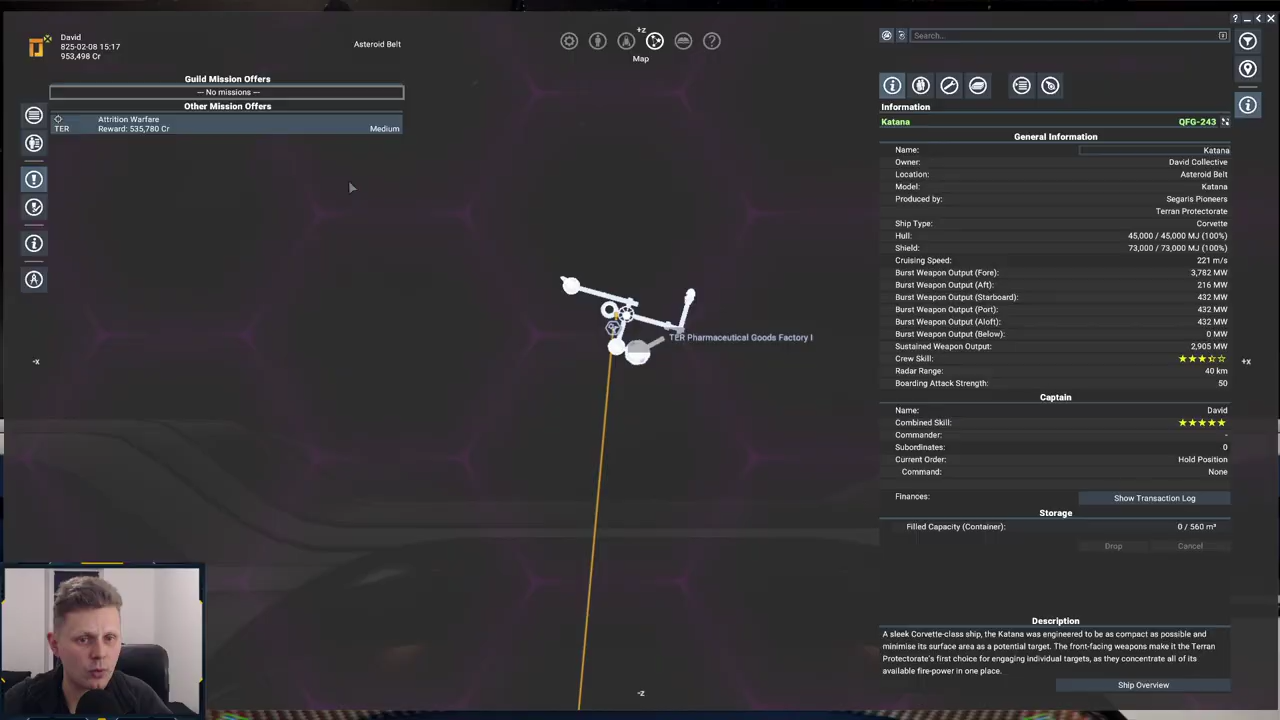 David
825-02-08 15:17
953,498 Cr
Asteroid Belt
+z
Map
Search...
Guild Mission Offers
-- No missions --
Other Mission Offers
Attrition Warfare
TER Reward: 535,780 Cr Medium
TER Pharmaceutical Goods Factory I
-x
+x
-z
Information
Katana QFG-243
General Information
Name: Katana
Owner: David Collective
Location: Asteroid Belt
Model: Katana
Produced by: Segaris Pioneers
Terran Protectorate
Ship Type: Corvette
Hull: 45,000 / 45,000 MJ (100%)
Shield: 73,000 / 73,000 MJ (100%)
Cruising Speed: 221 m/s
Burst Weapon Output (Fore): 3,782 MW
Burst Weapon Output (Aft): 216 MW
Burst Weapon Output (Starboard): 432 MW
Burst Weapon Output (Port): 432 MW
Burst Weapon Output (Aloft): 432 MW
Burst Weapon Output (Below): 0 MW
Sustained Weapon Output: 2,905 MW
Crew Skill:
Radar Range: 40 km
Boarding Attack Strength: 50
Captain
Name: David
Combined Skill:
Commander: -
Subordinates: 0
Current Order: Hold Position
Command: None
Finances: Show Transaction Log
Storage
Filled Capacity (Container): 0 / 560 m³
Drop Cancel
Description
A sleek Corvette-class ship, the Katana was engineered to be as compact as possible and
minimise its surface area as a potential target. The front-facing weapons make it the Terran
Protectorate's first choice for engaging individual targets, as they concentrate all of its
available fire-power in one place.
Ship Overview